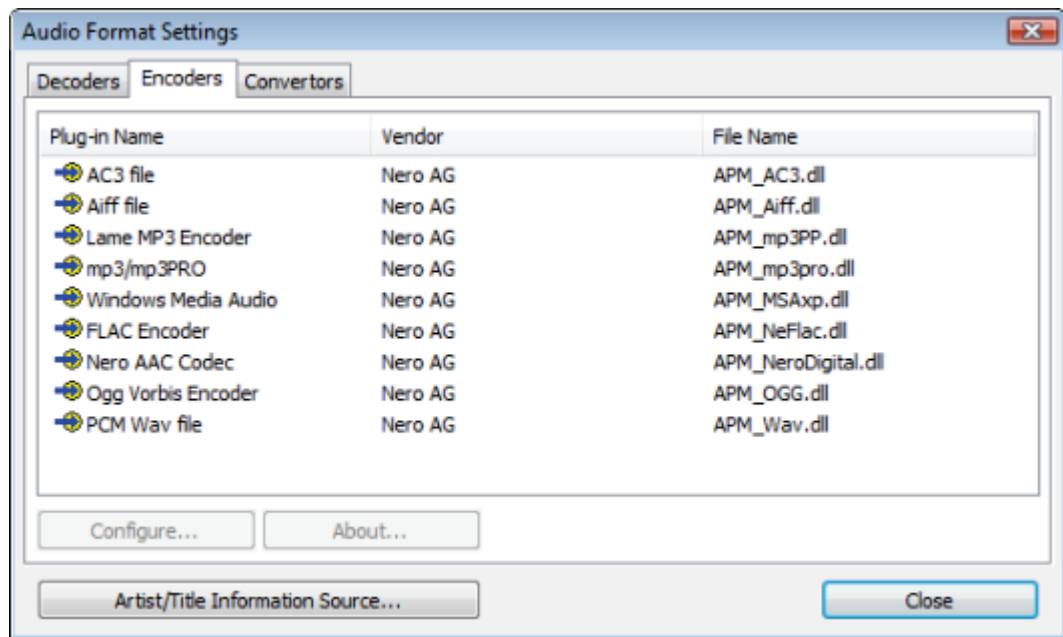 Audio Format Settings
Decoders Encoders Convertors
Plug-in Name Vendor File Name
AC3 file Nero AG APM_AC3.dll
Aiff file Nero AG APM_Aiff.dll
Lame MP3 Encoder Nero AG APM_mp3PP.dll
mp3/mp3PRO Nero AG APM_mp3pro.dll
Windows Media Audio Nero AG APM_MSAxp.dll
FLAC Encoder Nero AG APM_NeFlac.dll
Nero AAC Codec Nero AG APM_NeroDigital.dll
Ogg Vorbis Encoder Nero AG APM_OGG.dll
PCM Wav file Nero AG APM_Wav.dll
Configure... About...
Artist/Title Information Source... Close